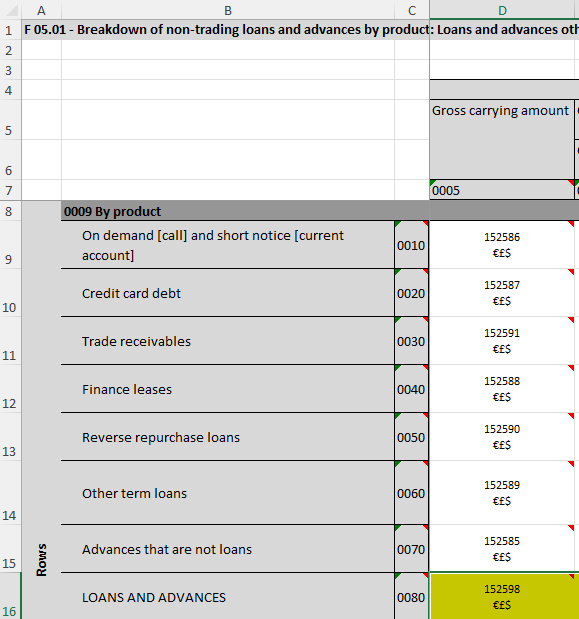 A B C D
1 F 05.01 - Breakdown of non-trading loans and advances by product: Loans and advances oth
2
3
4
5 Gross carrying amount
6
7 0005
8 0009 By product
On demand [call] and short notice [current
account] 0010 152586
€£$
9
Credit card debt 0020 152587
€£$
10
Trade receivables 0030 152591
€£$
11
Finance leases 0040 152588
€£$
12
Reverse repurchase loans 0050 152590
€£$
13
Other term loans 0060 152589
€£$
14
Advances that are not loans 0070 152585
€£$
15
Rows
LOANS AND ADVANCES 0080 152598
€£$
16